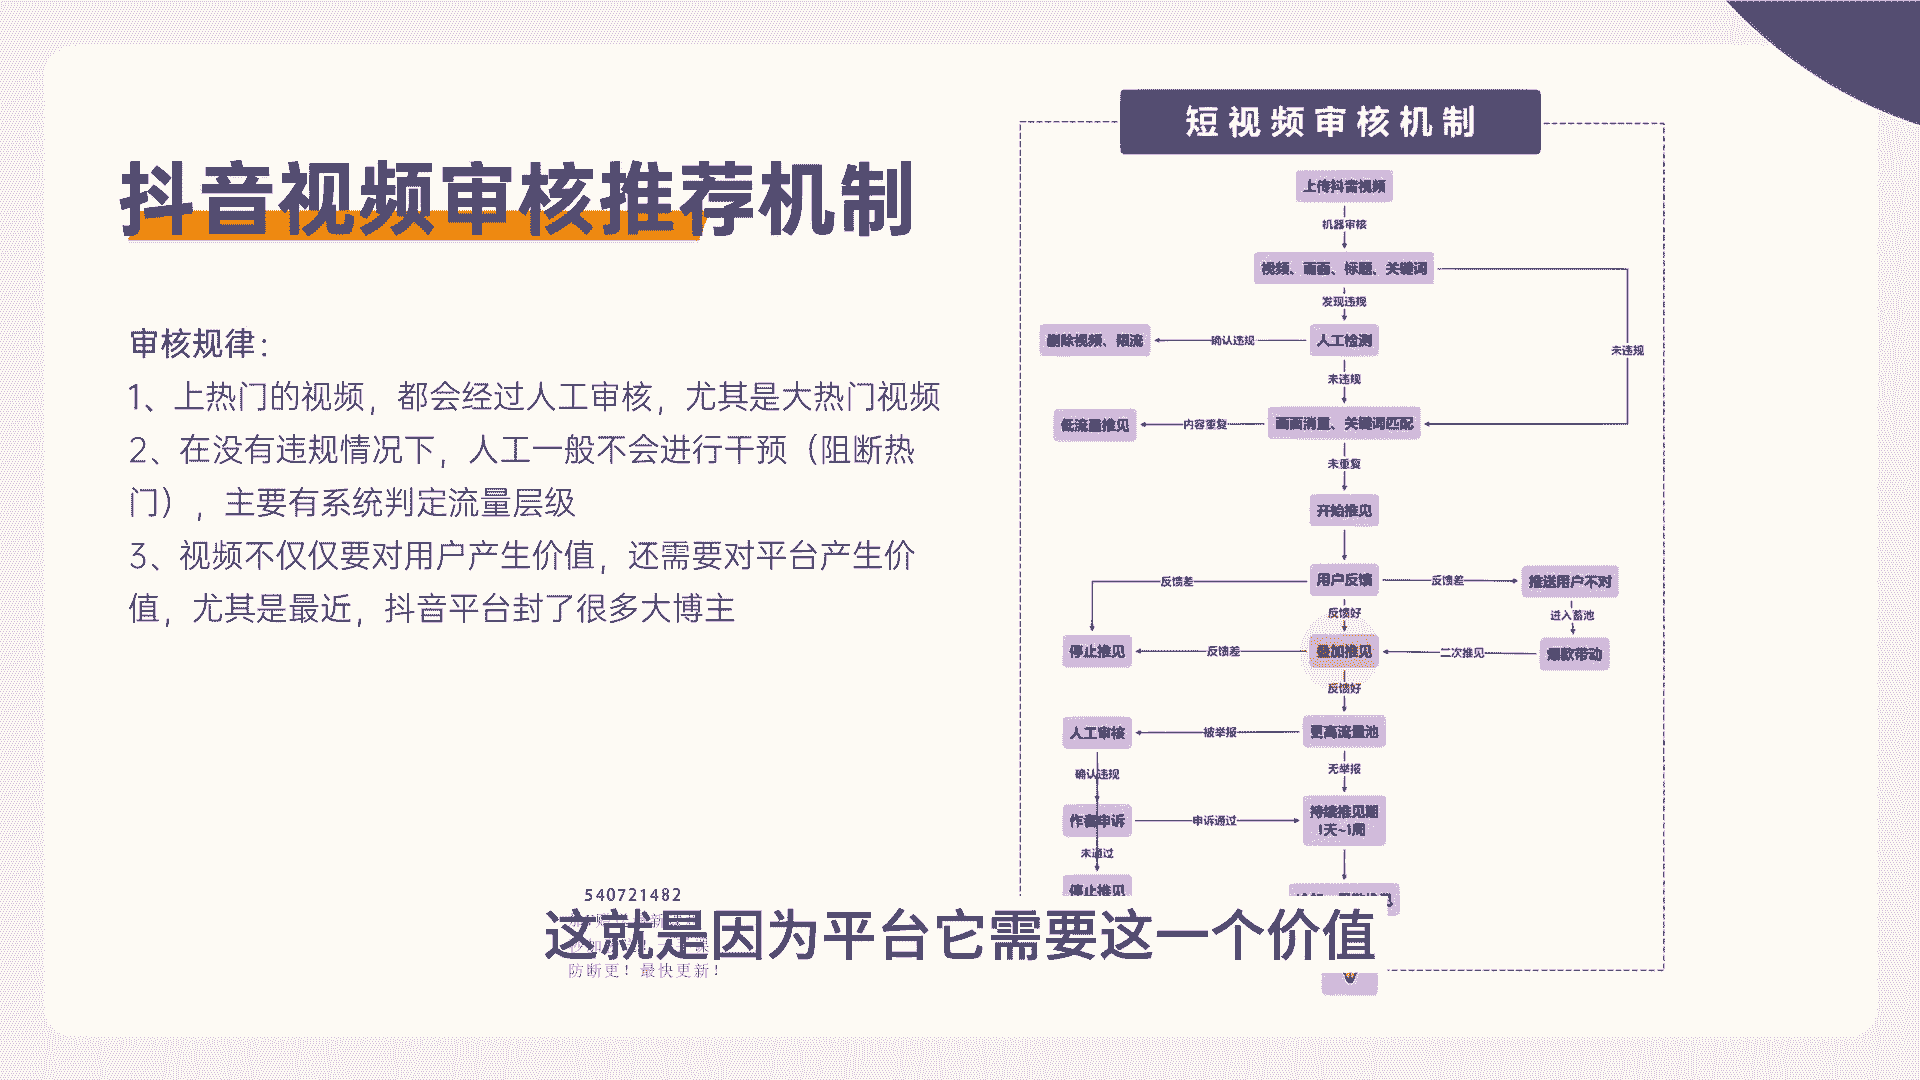 抖音视频审核推荐机制
审核规律：
1、上热门的视频，都会经过人工审核，尤其是大热门视频
2、在没有违规情况下，人工一般不会进行干预（阻断热
门），主要有系统判定流量层级
3、视频不仅仅要对用户产生价值，还需要对平台产生价
值，尤其是最近，抖音平台封了很多大博主
短视频审核机制
上传抖音视频
机器审核
视频、画面、标题、关键词
发现违规
删除视频、限流
确认违规
人工检测
未违规
未违规
低流量推见
内容重复
画面消重、关键词匹配
未重复
开始推见
反馈差
用户反馈
反馈差
推送用户不对
反馈好
进入蓄池
停止推见
反馈差
叠加推见
二次推见
爆款带动
反馈好
人工审核
被举报
更高流量池
确认违规
无举报
作者申诉
申诉通过
持续推见期
1天~1周
未通过
停止推见
540721482
这就是因为平台它需要这一个价值
防断更！最快更新！